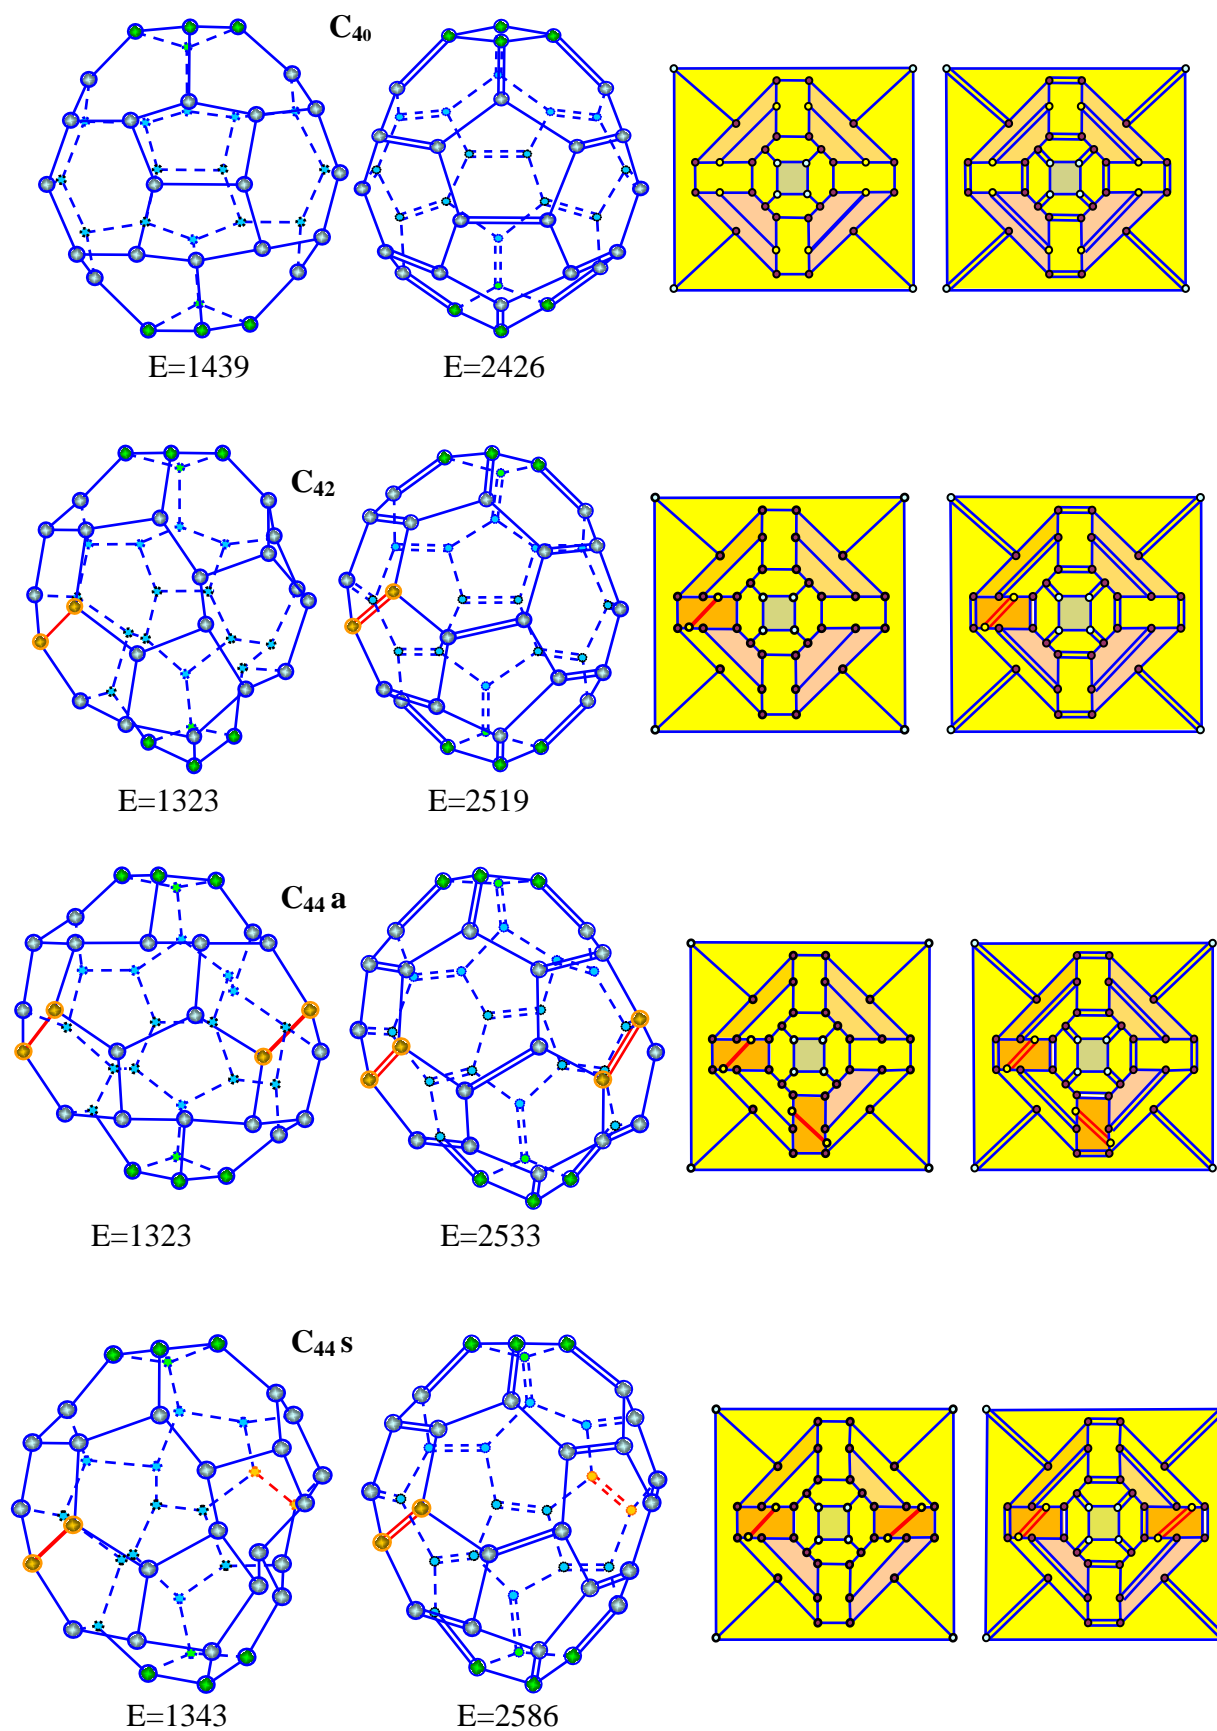 C₄₀
E=1439 E=2426
C₄₂
E=1323 E=2519
C₄₄ a
E=1323 E=2533
C₄₄ s
E=1343 E=2586